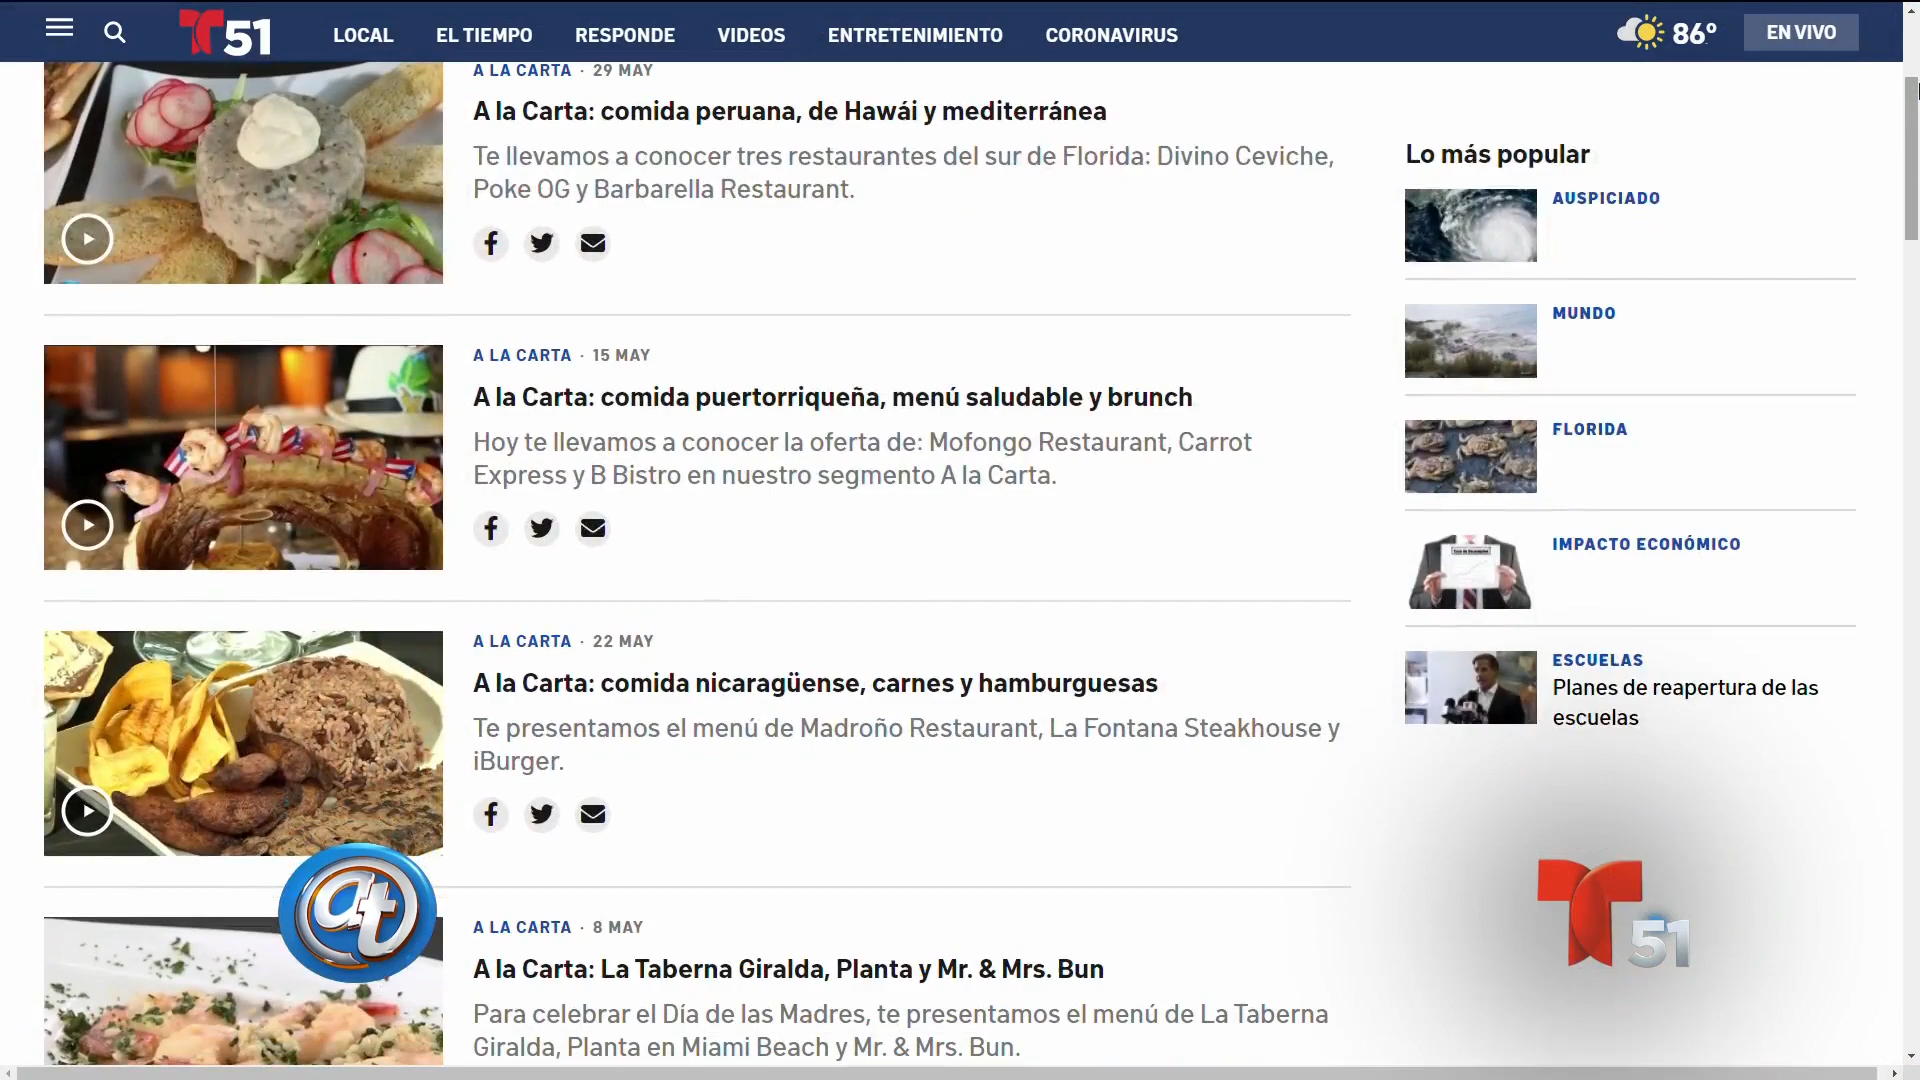 51 LOCAL EL TIEMPO RESPONDE VIDEOS ENTRETENIMIENTO CORONAVIRUS 86° EN VIVO
A LA CARTA · 29 MAY
A la Carta: comida peruana, de Hawái y mediterránea
Te llevamos a conocer tres restaurantes del sur de Florida: Divino Ceviche,
Poke OG y Barbarella Restaurant.
A LA CARTA · 15 MAY
A la Carta: comida puertorriqueña, menú saludable y brunch
Hoy te llevamos a conocer la oferta de: Mofongo Restaurant, Carrot
Express y B Bistro en nuestro segmento A la Carta.
A LA CARTA · 22 MAY
A la Carta: comida nicaragüense, carnes y hamburguesas
Te presentamos el menú de Madroño Restaurant, La Fontana Steakhouse y
iBurger.
A LA CARTA · 8 MAY
A la Carta: La Taberna Giralda, Planta y Mr. & Mrs. Bun
Para celebrar el Día de las Madres, te presentamos el menú de La Taberna
Giralda, Planta en Miami Beach y Mr. & Mrs. Bun.
Lo más popular
AUSPICIADO
MUNDO
FLORIDA
IMPACTO ECONÓMICO
ESCUELAS
Planes de reapertura de las
escuelas
at
51